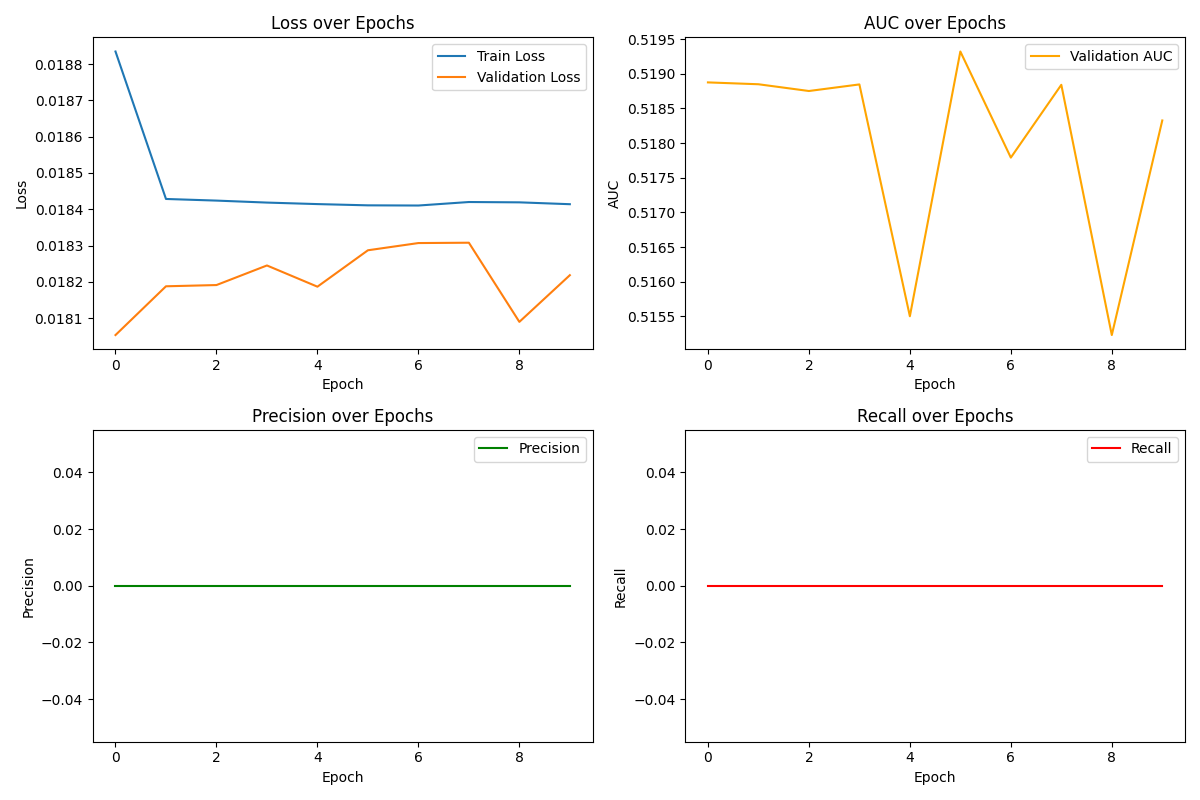 Loss over Epochs
Train Loss
Validation Loss
0.0188
0.0187
0.0186
0.0185
0.0184
0.0183
0.0182
0.0181
Loss
0 2 4 6 8
Epoch
AUC over Epochs
Validation AUC
0.5195
0.5190
0.5185
0.5180
0.5175
0.5170
0.5165
0.5160
0.5155
AUC
0 2 4 6 8
Epoch
Precision over Epochs
Precision
0.04
0.02
0.00
−0.02
−0.04
Precision
0 2 4 6 8
Epoch
Recall over Epochs
Recall
0.04
0.02
0.00
−0.02
−0.04
Recall
0 2 4 6 8
Epoch